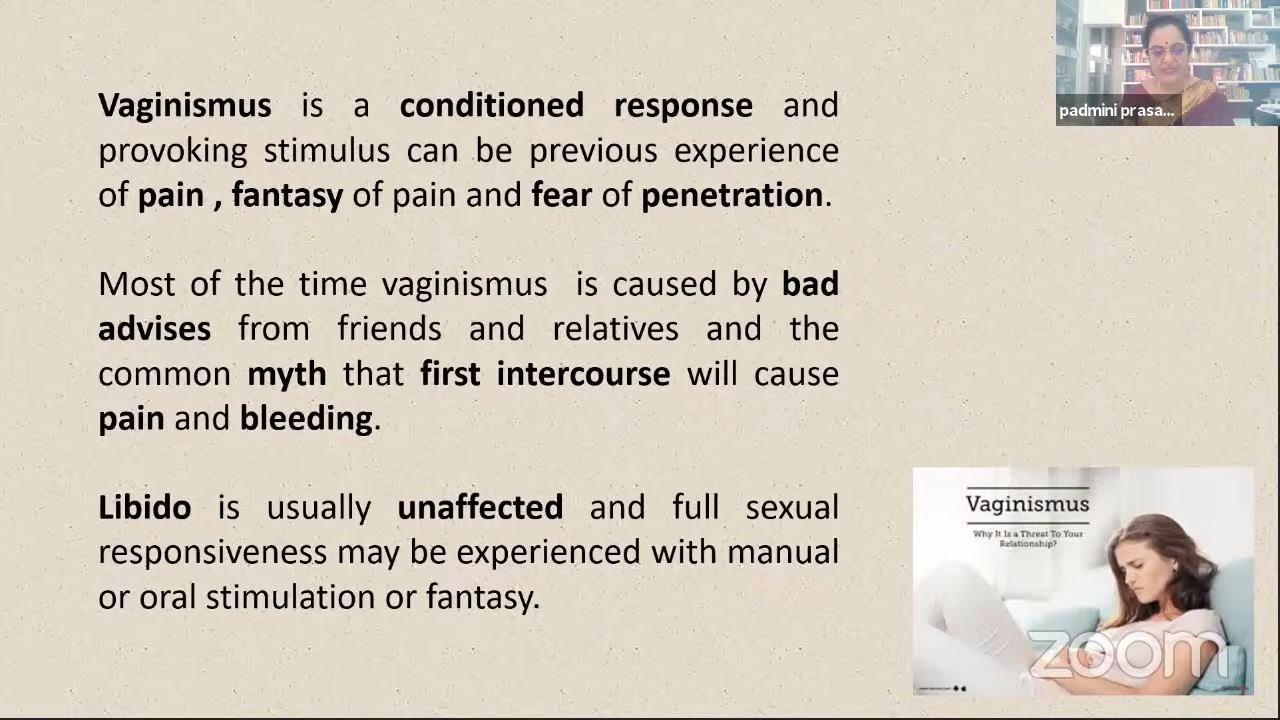 padmini prasa...
Vaginismus is a conditioned response and
provoking stimulus can be previous experience
of pain , fantasy of pain and fear of penetration.
Most of the time vaginismus is caused by bad
advises from friends and relatives and the
common myth that first intercourse will cause
pain and bleeding.
Libido is usually unaffected and full sexual
responsiveness may be experienced with manual
or oral stimulation or fantasy.
Vaginismus
Why It Is a Threat To Your
Relationship?
zoom